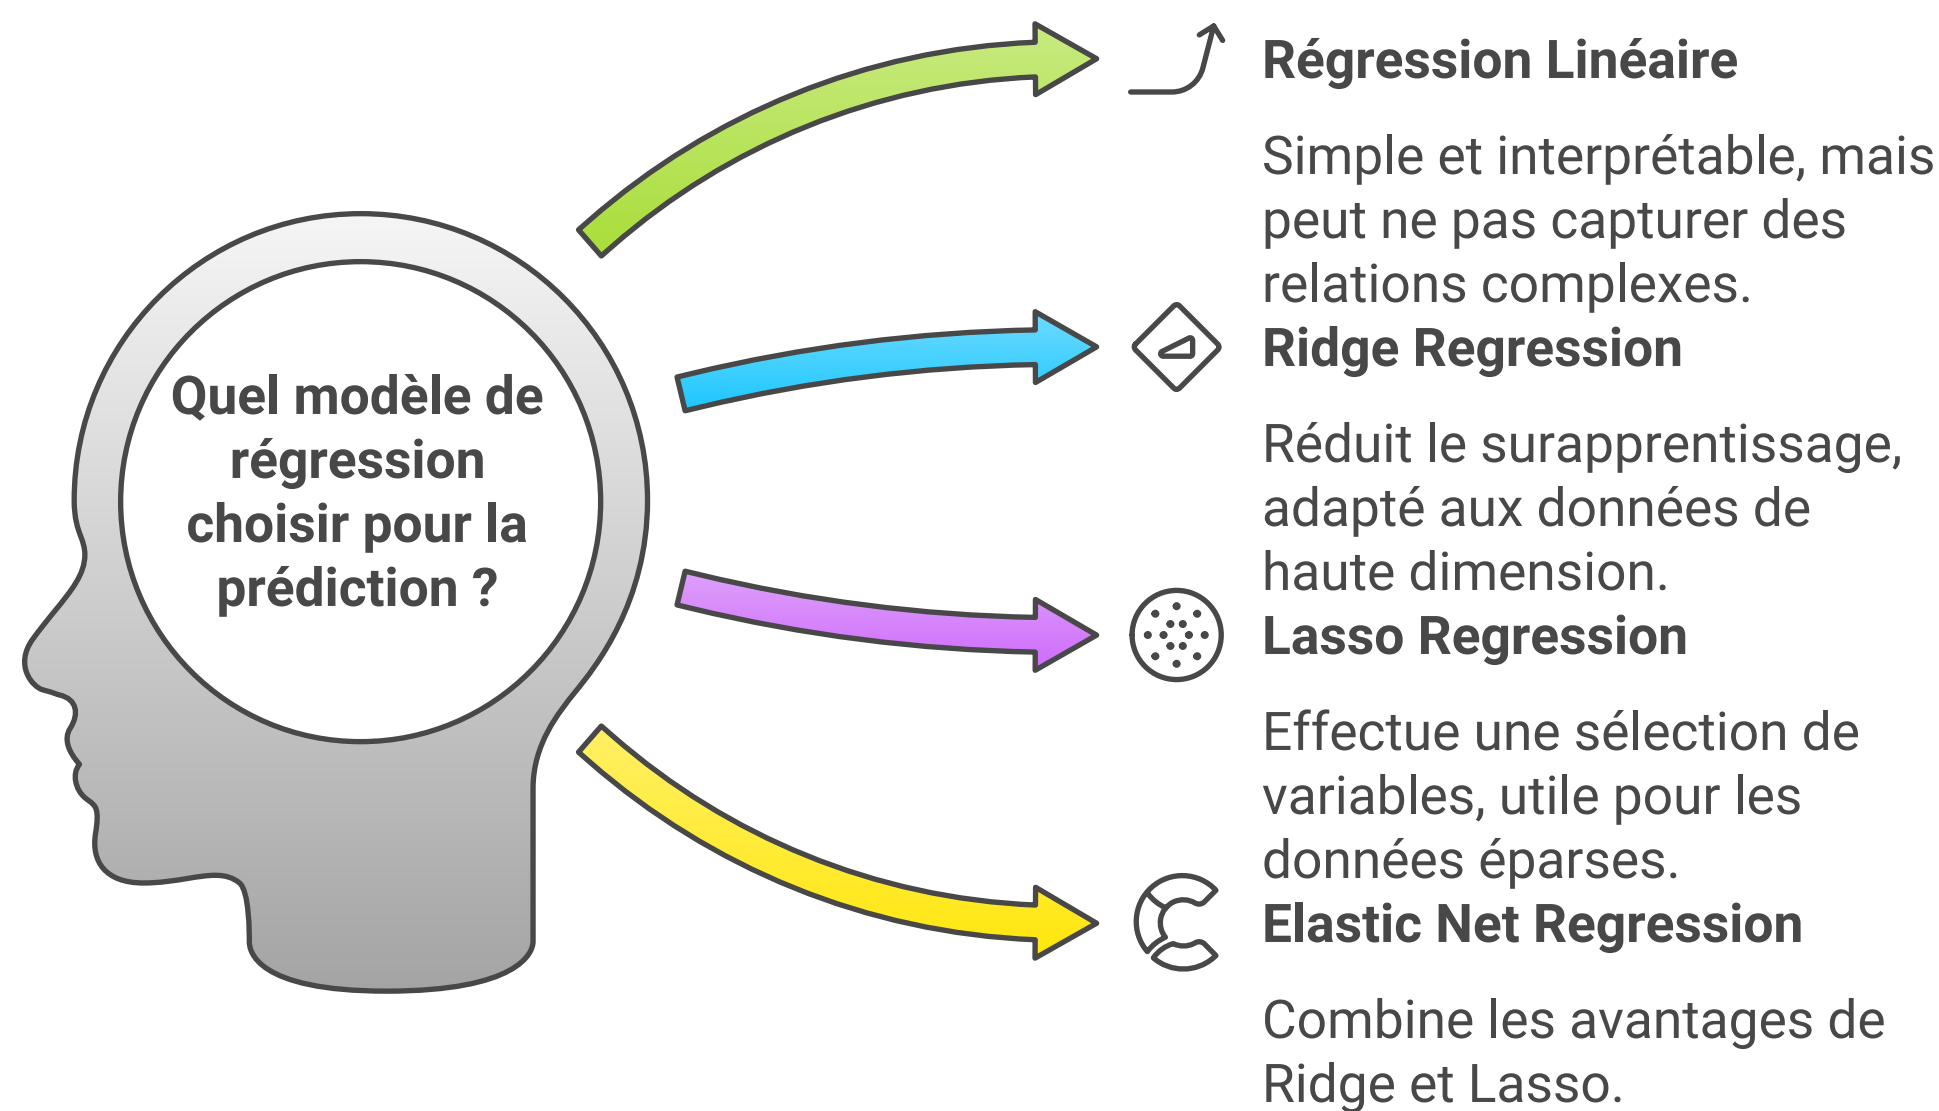 Quel modèle de
régression
choisir pour la
prédiction ?
Régression Linéaire
Simple et interprétable, mais
peut ne pas capturer des
relations complexes.
Ridge Regression
Réduit le surapprentissage,
adapté aux données de
haute dimension.
Lasso Regression
Effectue une sélection de
variables, utile pour les
données éparses.
Elastic Net Regression
Combine les avantages de
Ridge et Lasso.